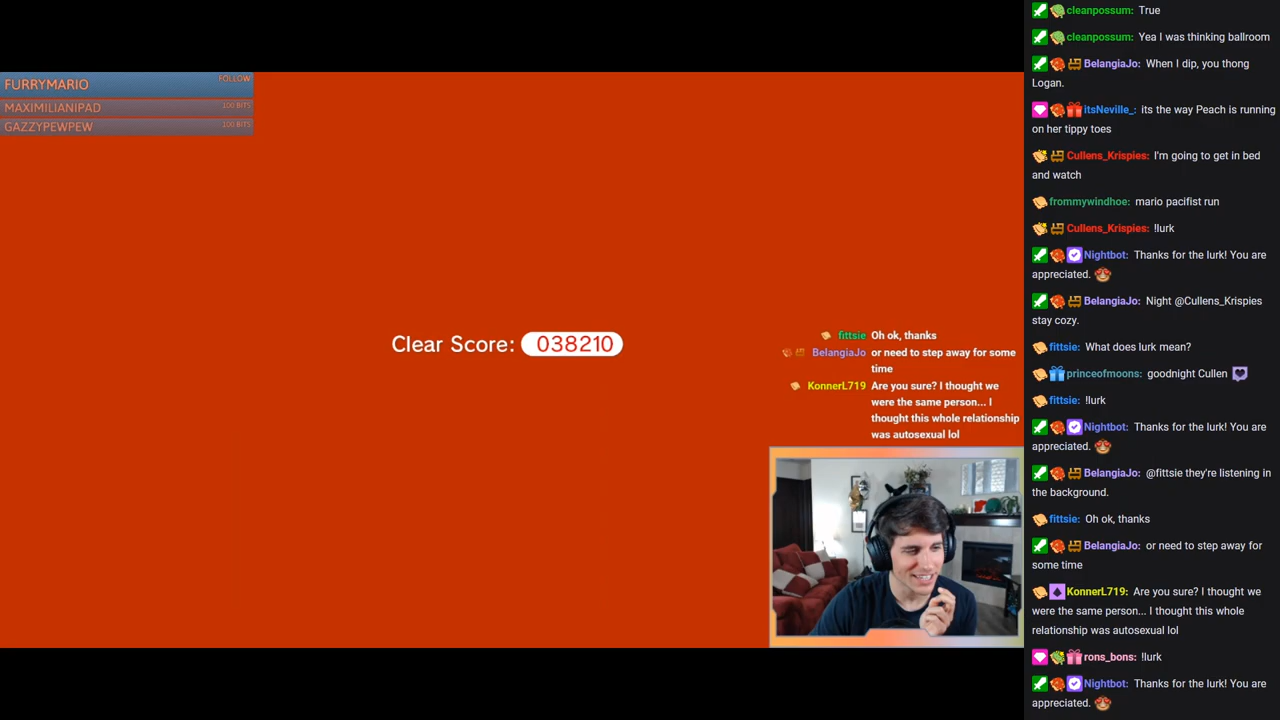 FURRYMARIO FOLLOW
MAXIMILIANIPAD 100 BITS
GAZZYPEWPEW 100 BITS
Clear Score: 038210
fittsie Oh ok, thanks
BelangiaJo or need to step away for some
time
KonnerL719 Are you sure? I thought we
were the same person... I
thought this whole relationship
was autosexual lol
cleanpossum: True
cleanpossum: Yea I was thinking ballroom
BelangiaJo: When I dip, you thong
Logan.
itsNeville_: its the way Peach is running
on her tippy toes
Cullens_Krispies: I'm going to get in bed
and watch
frommywindhoe: mario pacifist run
Cullens_Krispies: !lurk
Nightbot: Thanks for the lurk! You are
appreciated.
BelangiaJo: Night @Cullens_Krispies
stay cozy.
fittsie: What does lurk mean?
princeofmoons: goodnight Cullen
fittsie: !lurk
Nightbot: Thanks for the lurk! You are
appreciated.
BelangiaJo: @fittsie they're listening in
the background.
fittsie: Oh ok, thanks
BelangiaJo: or need to step away for
some time
KonnerL719: Are you sure? I thought we
were the same person... I thought this whole
relationship was autosexual lol
rons_bons: !lurk
Nightbot: Thanks for the lurk! You are
appreciated.